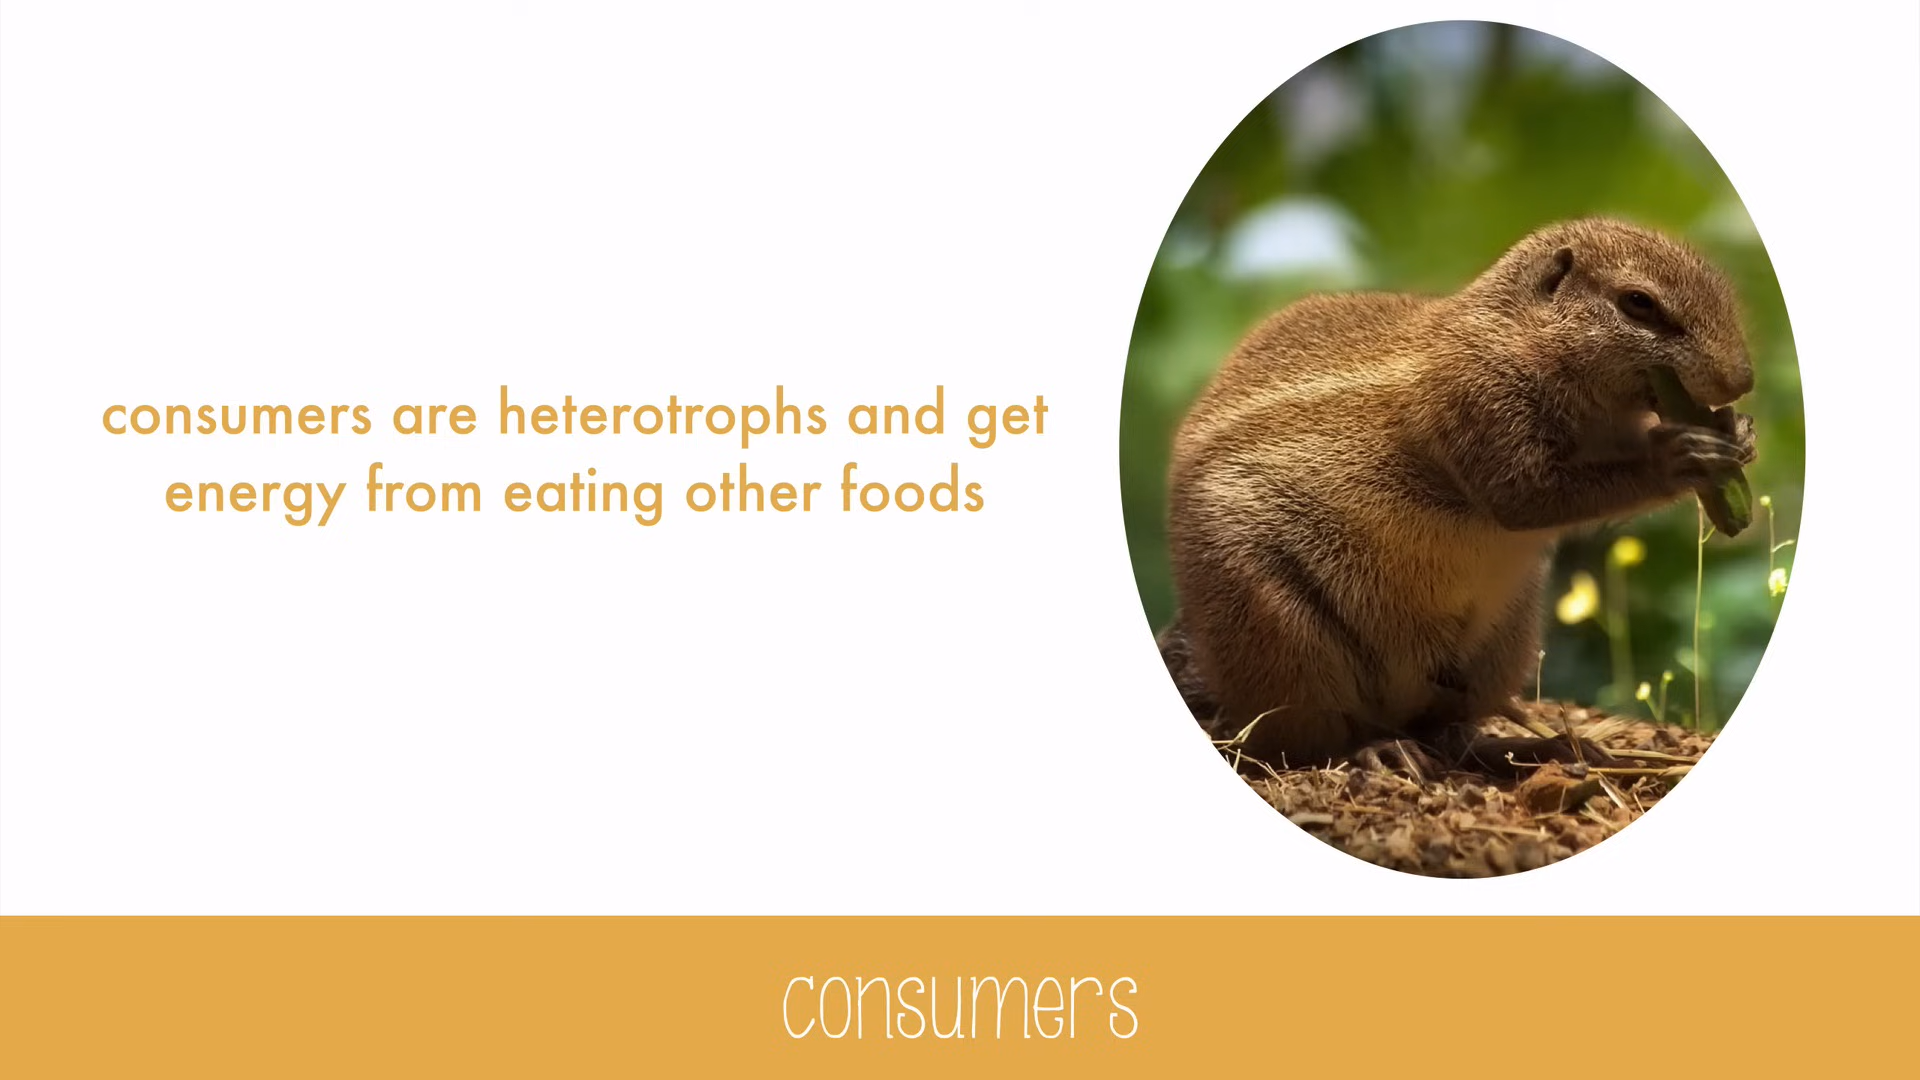 consumers are heterotrophs and get
energy from eating other foods
consumers